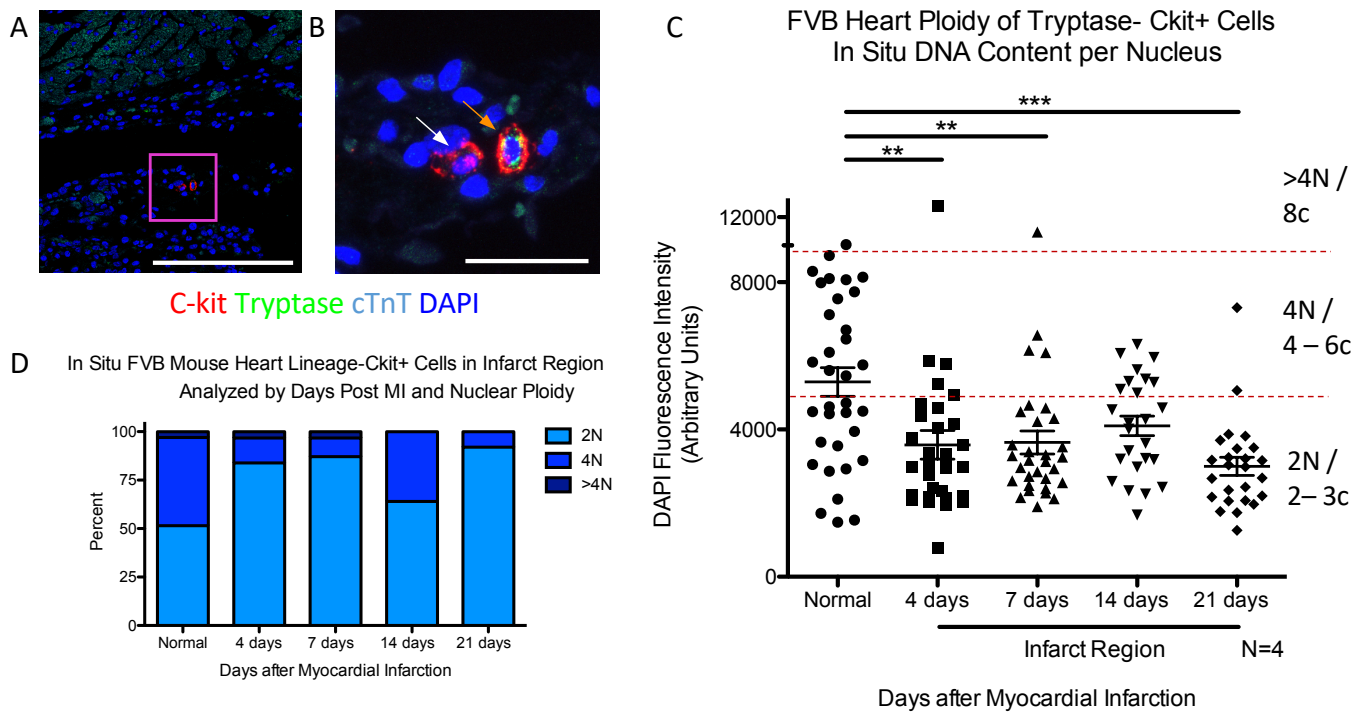 A
B
C-kit Tryptase cTnT DAPI
C
FVB Heart Ploidy of Tryptase- Ckit+ Cells
In Situ DNA Content per Nucleus
***
**
**
DAPI Fluorescence Intensity
(Arbitrary Units)
12000
8000
4000
0
>4N /
8c
4N /
4 – 6c
2N /
2– 3c
Normal 4 days 7 days 14 days 21 days
Infarct Region N=4
Days after Myocardial Infarction
D
In Situ FVB Mouse Heart Lineage-Ckit+ Cells in Infarct Region
Analyzed by Days Post MI and Nuclear Ploidy
Percent
100
75
50
25
0
2N
4N
>4N
Normal 4 days 7 days 14 days 21 days
Days after Myocardial Infarction